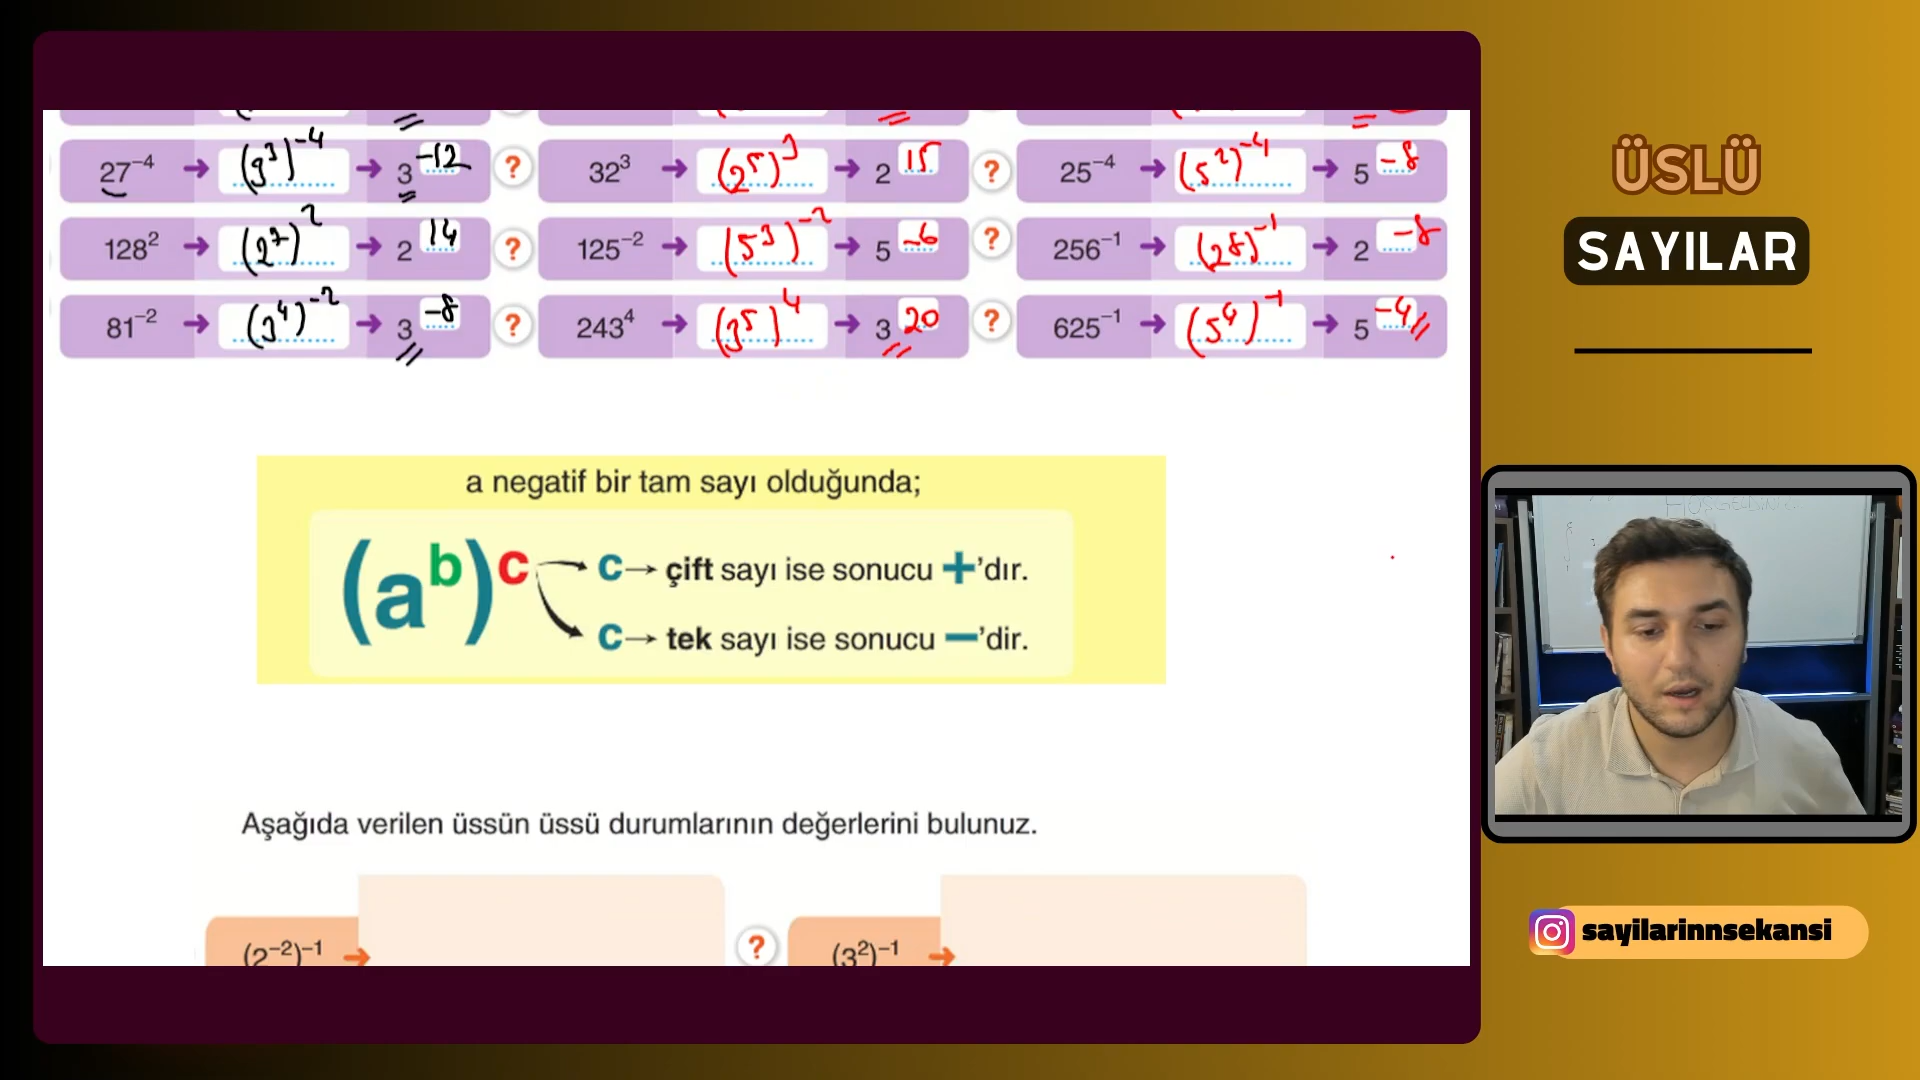 27⁻⁴ → (3³)⁻⁴ → 3⁻¹² ? 32³ → (2⁵)³ → 2¹⁵ ? 25⁻⁴ → (5²)⁻⁴ → 5⁻⁸
128² → (2⁷)² → 2¹⁴ ? 125⁻² → (5³)⁻² → 5⁻⁶ ? 256⁻¹ → (2⁸)⁻¹ → 2⁻⁸
81⁻² → (3⁴)⁻² → 3⁻⁸ ? 243⁴ → (3⁵)⁴ → 3²⁰ ? 625⁻¹ → (5⁴)⁻¹ → 5⁻⁴
a negatif bir tam sayı olduğunda;
(aᵇ)ᶜ
c→ çift sayı ise sonucu +'dır.
c→ tek sayı ise sonucu −'dir.
Aşağıda verilen üssün üssü durumlarının değerlerini bulunuz.
(2⁻²)⁻¹ → ? (3²)⁻¹ →
ÜSLÜ
SAYILAR
HOŞGELDİNİZ
sayilarinnsekansi